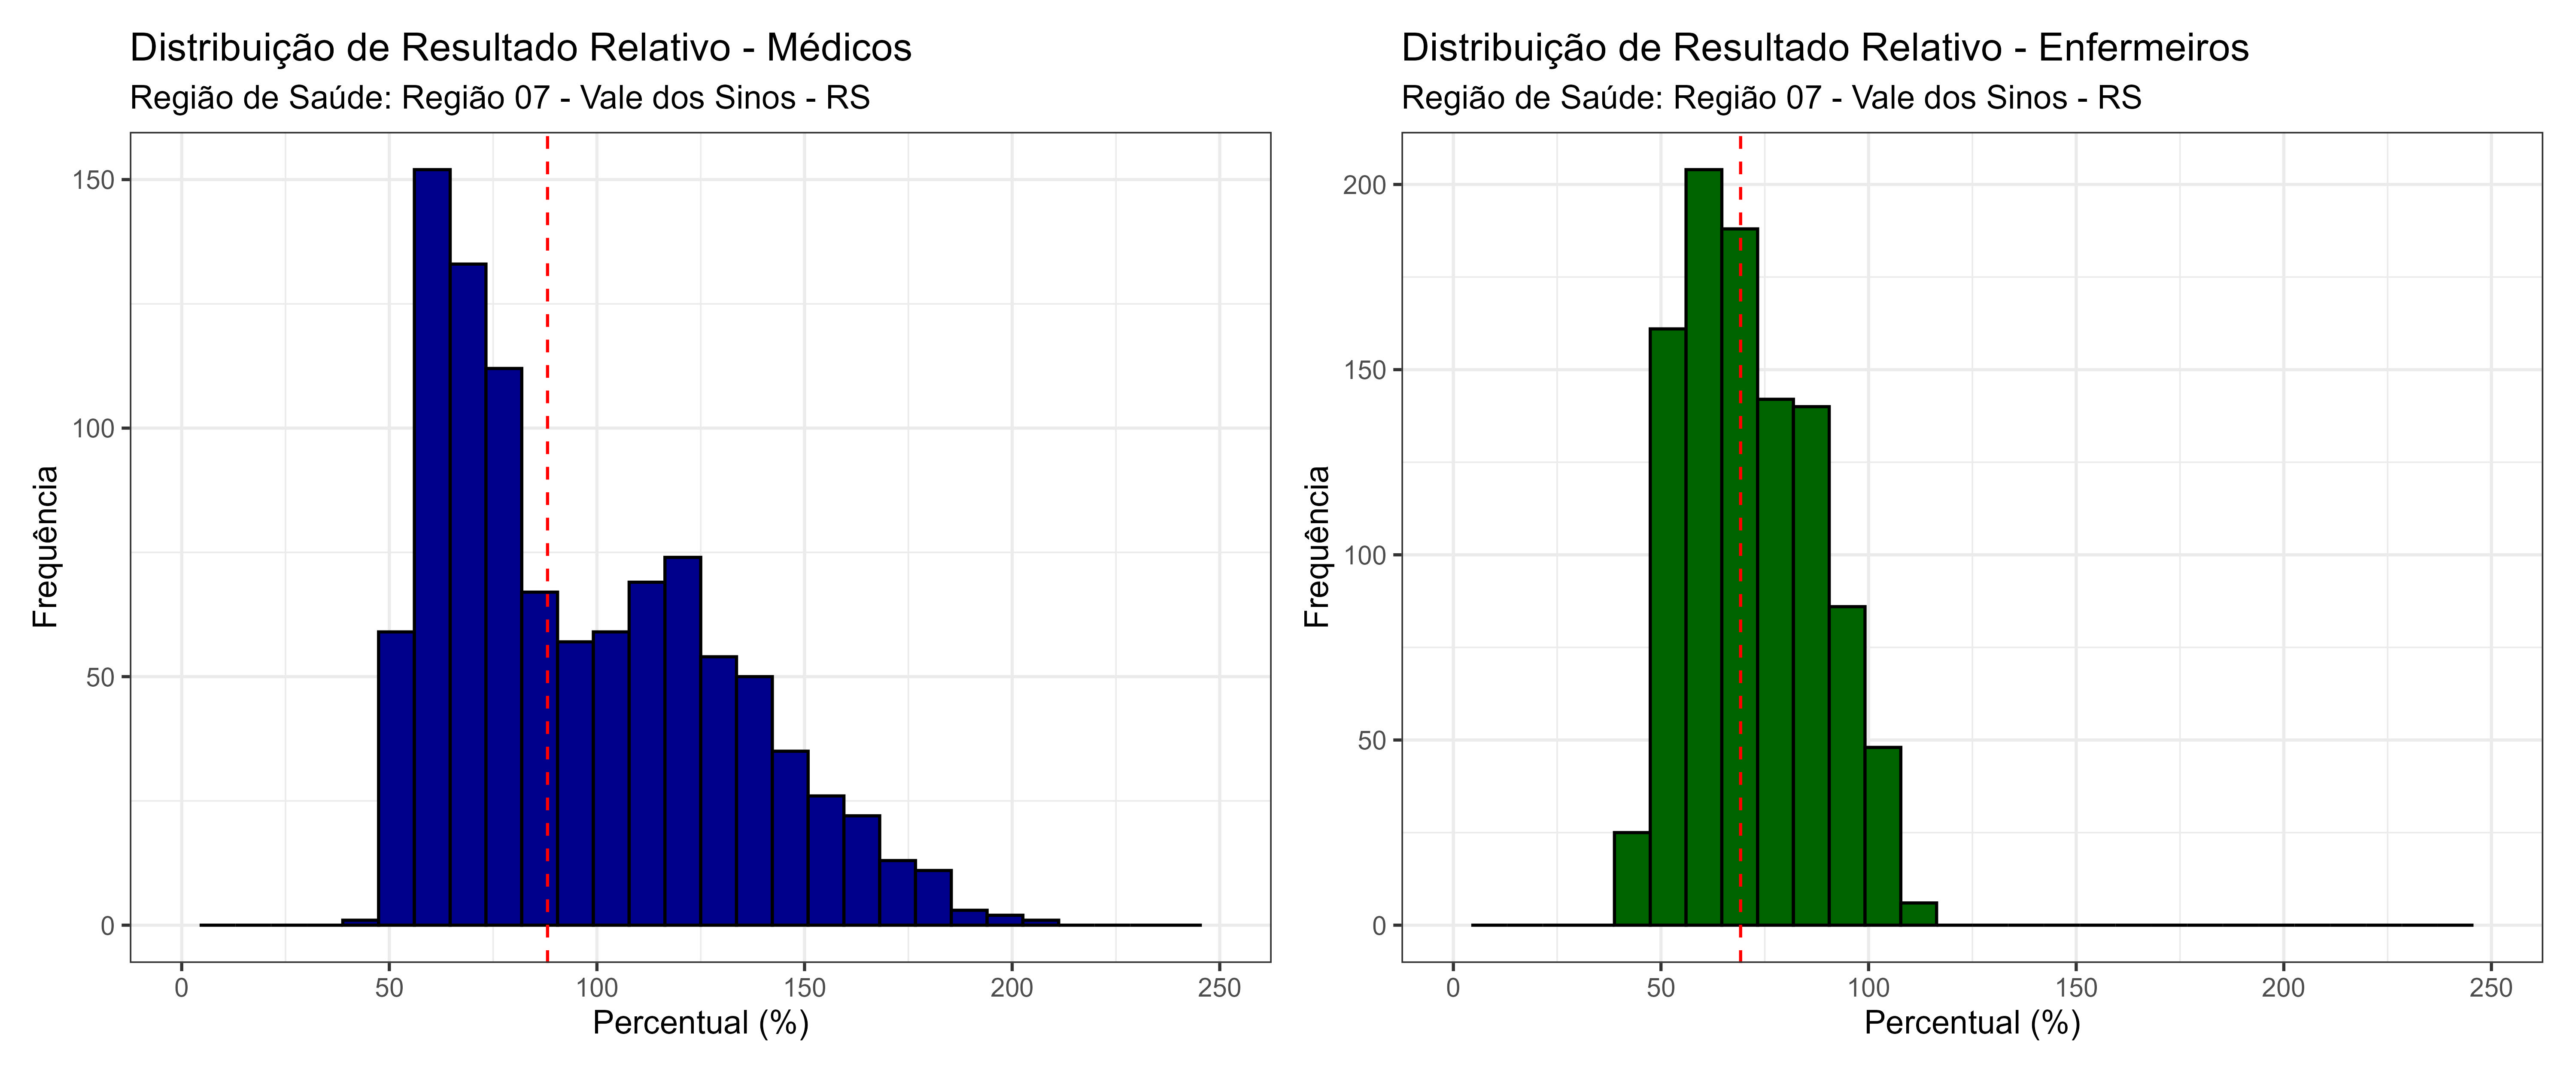 Distribuição de Resultado Relativo - Médicos
Região de Saúde: Região 07 - Vale dos Sinos - RS
150
100
50
0
Frequência
0 50 100 150 200 250
Percentual (%)
Distribuição de Resultado Relativo - Enfermeiros
Região de Saúde: Região 07 - Vale dos Sinos - RS
200
150
100
50
0
Frequência
0 50 100 150 200 250
Percentual (%)